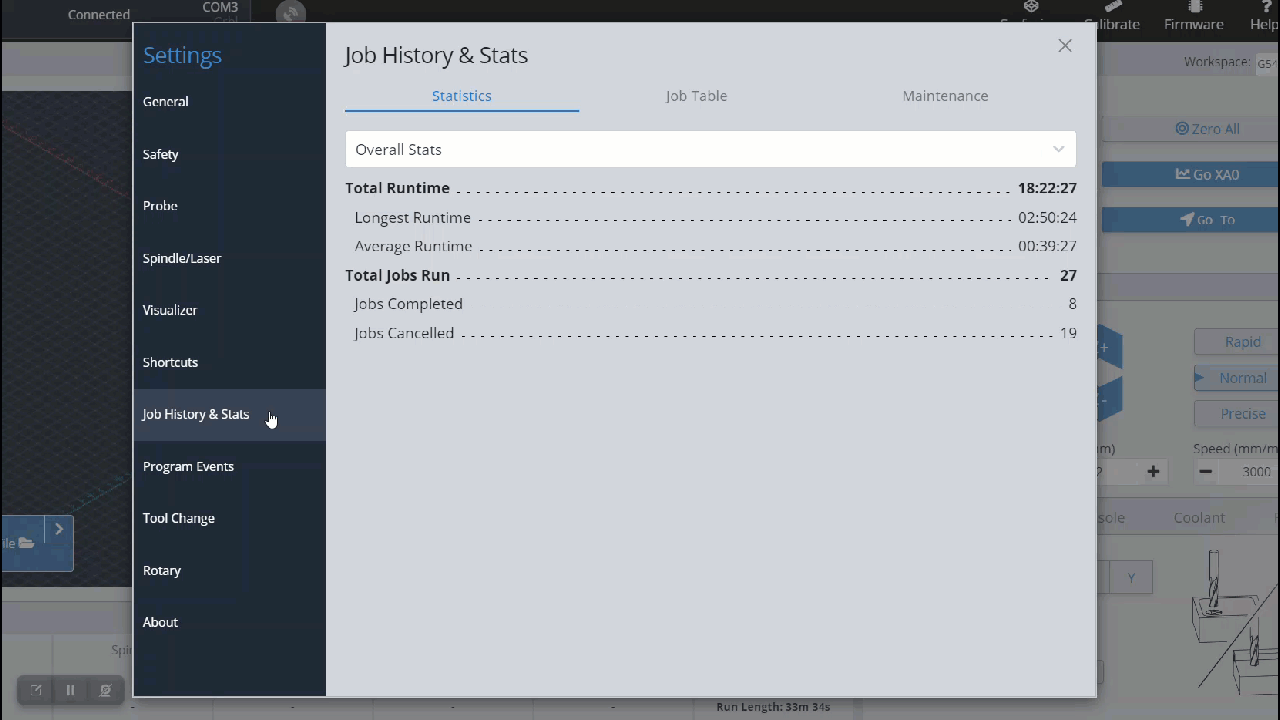 Connected
COM3
Firmware
Help
Settings
General
Safety
Probe
Spindle/Laser
Visualizer
Shortcuts
Job History & Stats
Program Events
Tool Change
Rotary
About
Job History & Stats
Statistics
Job Table
Maintenance
Overall Stats
Total Runtime 18:22:27
Longest Runtime 02:50:24
Average Runtime 00:39:27
Total Jobs Run 27
Jobs Completed 8
Jobs Cancelled 19
Workspace:
Zero All
Go XA0
Go To
Rapid
Normal
Precise
Speed (mm/m
3000
Coolant
Y
Run Length: 33m 34s